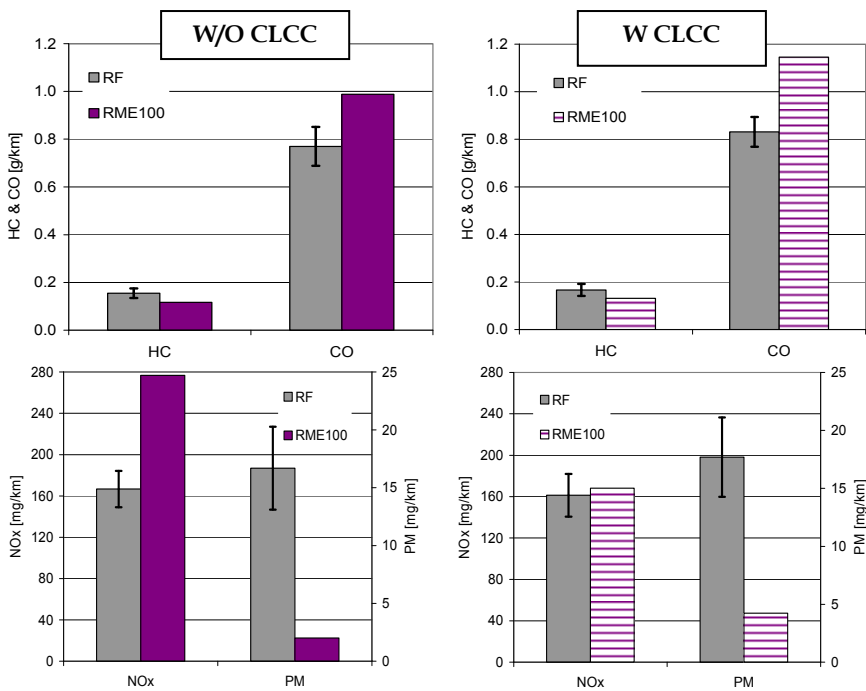 W/O CLCC
HC & CO [g/km]
1.2
1.0
0.8
0.6
0.4
0.2
0.0
RF
RME100
HC
CO
W CLCC
HC & CO [g/km]
1.2
1.0
0.8
0.6
0.4
0.2
0.0
RF
RME100
HC
CO
NOx [mg/km]
280
240
200
160
120
80
40
0
RF
RME100
25
20
15
10
5
0
PM [mg/km]
NOx
PM
NOx [mg/km]
280
240
200
160
120
80
40
0
RF
RME100
25
20
15
10
5
0
PM [mg/km]
NOx
PM